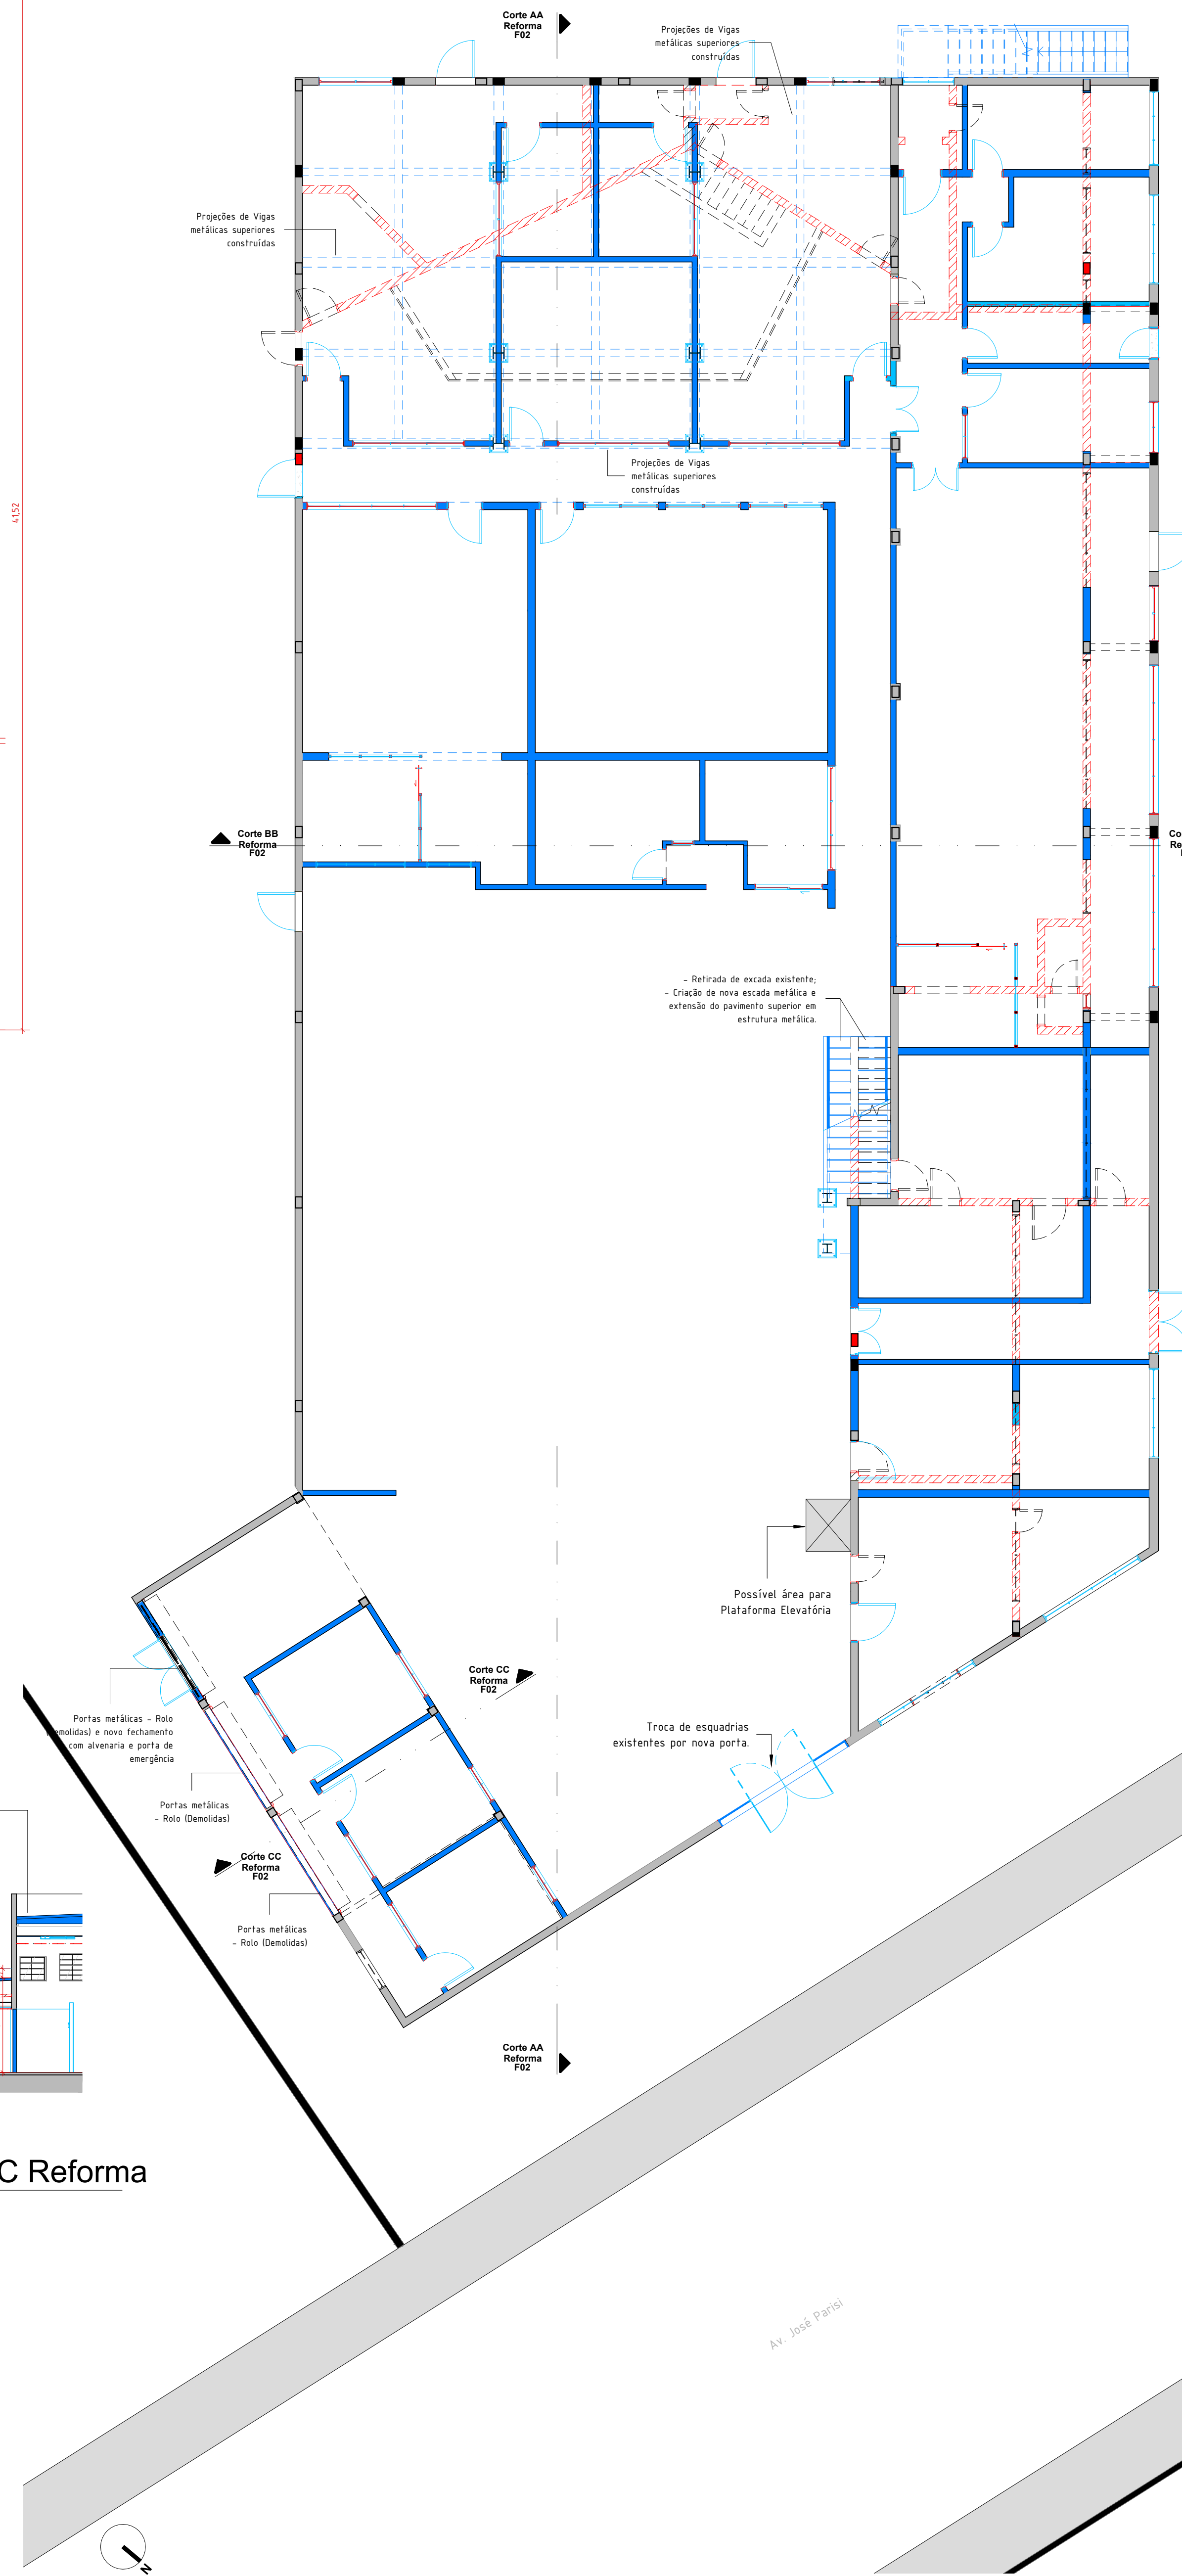 Corte AA
Reforma
F02
Projeções de Vigas
metálicas superiores
construídas
Projeções de Vigas
metálicas superiores
construídas
Projeções de Vigas
metálicas superiores
construídas
41,52
Corte BB
Reforma
F02
Co
Re
F
- Retirada de excada existente;
- Criação de nova escada metálica e
extensão do pavimento superior em
estrutura metálica.
Possível área para
Plataforma Elevatória
Corte CC
Reforma
F02
Portas metálicas - Rolo
(Demolidas) e novo fechamento
com alvenaria e porta de
emergência
Troca de esquadrias
existentes por nova porta.
Portas metálicas
- Rolo (Demolidas)
Corte CC
Reforma
F02
Portas metálicas
- Rolo (Demolidas)
Corte AA
Reforma
F02
C Reforma
Av. José Parisi
N